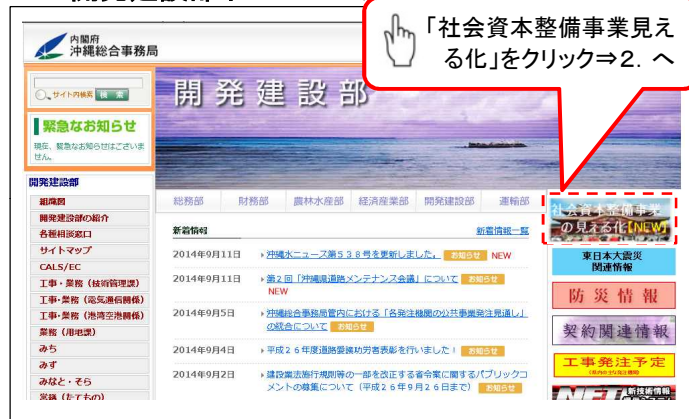 「社会資本整備事業見え
る化」をクリック⇒2. へ
内閣府
沖縄総合事務局
サイト内検索 検 索
緊急なお知らせ
現在、緊急なお知らせはございま
せん。
開発建設部
開発建設部
組織図
開発建設部の紹介
各種相談窓口
サイトマップ
CALS/EC
工事・業務（技術管理課）
工事・業務（電気通信関係）
工事・業務（港湾空港関係）
業務（用地課）
みち
みず
みなと・そら
営繕（たてもの）
総務部 財務部 農林水産部 経済産業部 開発建設部 運輸部
新着情報 新着情報一覧
2014年9月11日 沖縄水ニュース第５３８号を更新しました。 お知らせ NEW
2014年9月11日 第２回「沖縄県道路メンテナンス会議」について お知らせ
NEW
2014年9月5日 沖縄総合事務局管内における「各発注機関の公共事業発注見通し」
の統合について お知らせ
2014年9月4日 平成２６年度道路愛護功労者表彰を行いました！ お知らせ
2014年9月2日 建設業法施行規則等の一部を改正する省令案に関するパブリックコ
メントの募集について（平成２６年９月２６日まで） お知らせ
社会資本整備事業
の見える化【NEW】
東日本大震災
関連情報
防災情報
契約関連情報
工事発注予定
新技術情報